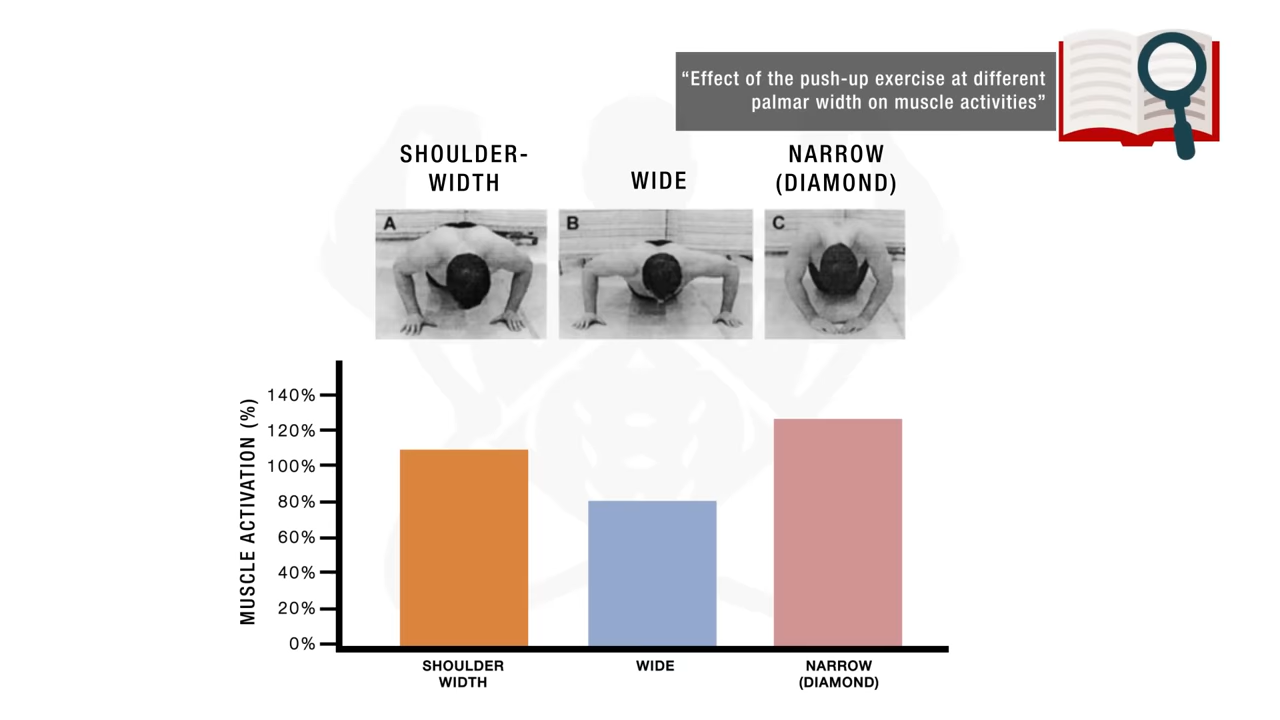 “Effect of the push-up exercise at different
palmar width on muscle activities”
SHOULDER-
WIDTH
WIDE
NARROW
(DIAMOND)
A
B
C
MUSCLE ACTIVATION (%)
140%
120%
100%
80%
60%
40%
20%
0%
SHOULDER
WIDTH
WIDE
NARROW
(DIAMOND)